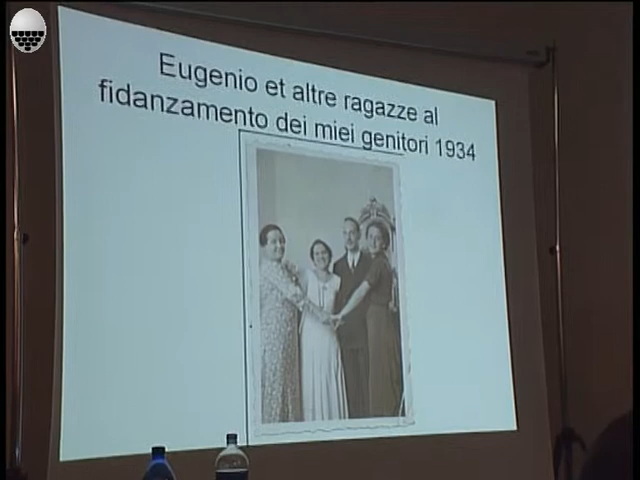 Eugenio et altre ragazze al
fidanzamento dei miei genitori 1934